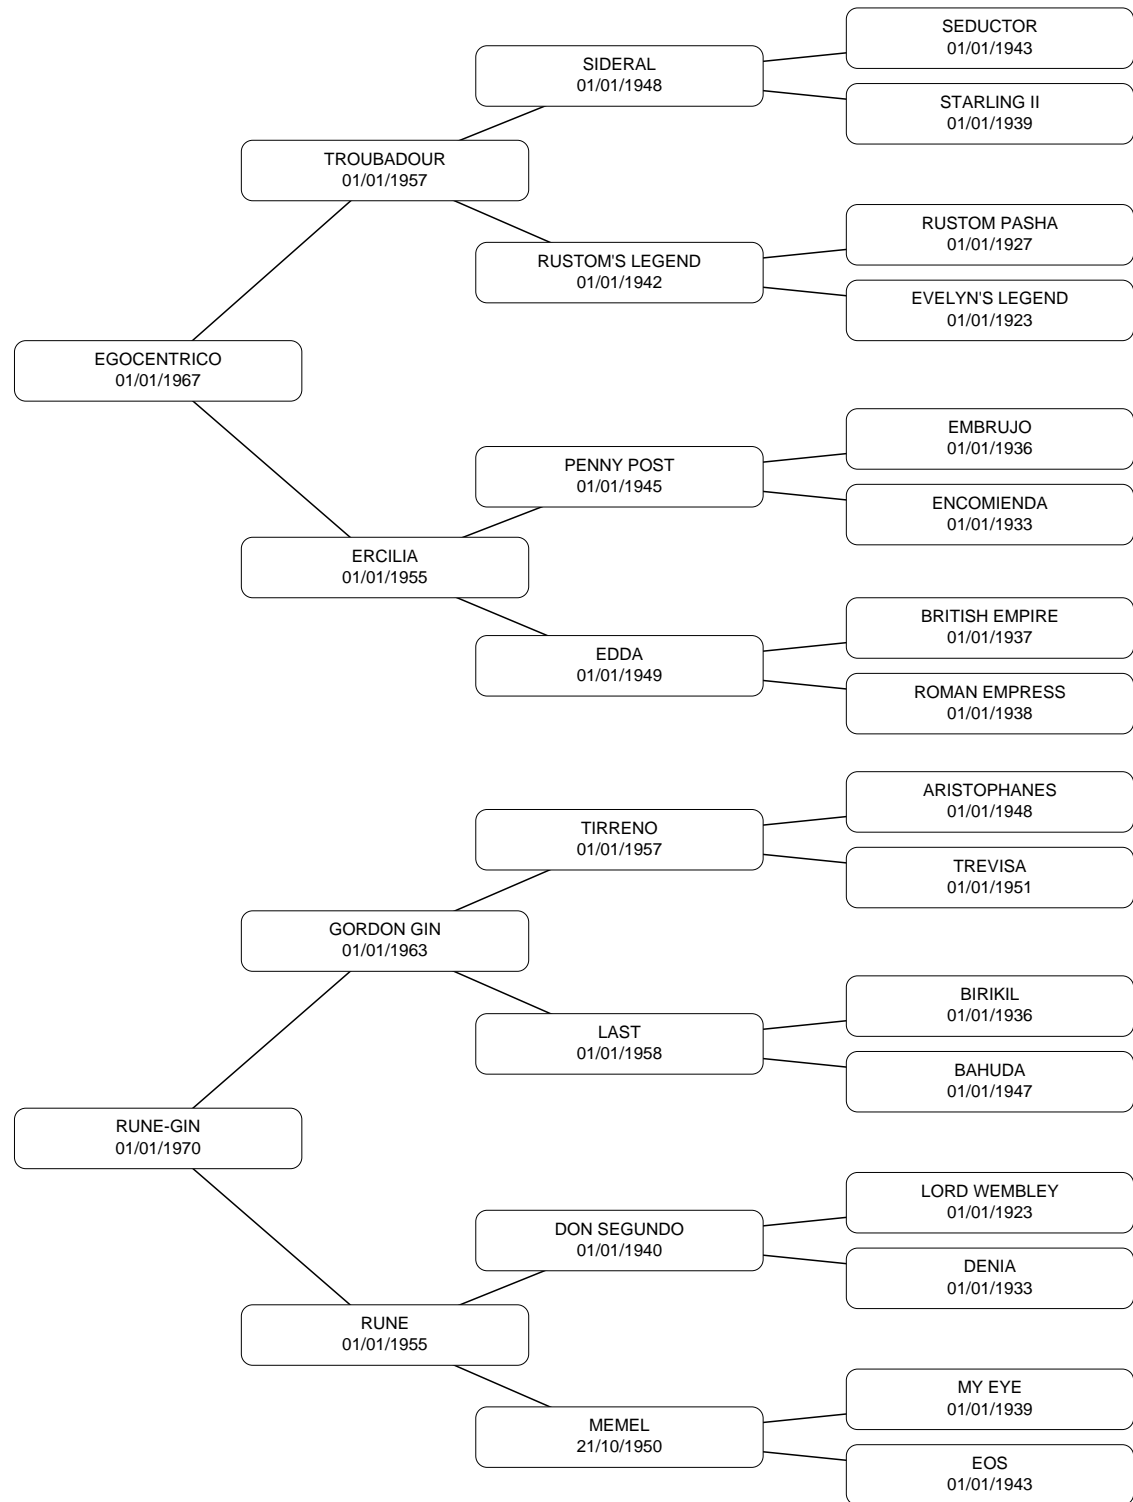 SEDUCTOR
01/01/1943
SIDERAL
01/01/1948
STARLING II
01/01/1939
TROUBADOUR
01/01/1957
RUSTOM PASHA
01/01/1927
RUSTOM'S LEGEND
01/01/1942
EVELYN'S LEGEND
01/01/1923
EGOCENTRICO
01/01/1967
EMBRUJO
01/01/1936
PENNY POST
01/01/1945
ENCOMIENDA
01/01/1933
ERCILIA
01/01/1955
BRITISH EMPIRE
01/01/1937
EDDA
01/01/1949
ROMAN EMPRESS
01/01/1938
ARISTOPHANES
01/01/1948
TIRRENO
01/01/1957
TREVISA
01/01/1951
GORDON GIN
01/01/1963
BIRIKIL
01/01/1936
LAST
01/01/1958
BAHUDA
01/01/1947
RUNE-GIN
01/01/1970
LORD WEMBLEY
01/01/1923
DON SEGUNDO
01/01/1940
DENIA
01/01/1933
RUNE
01/01/1955
MY EYE
01/01/1939
MEMEL
21/10/1950
EOS
01/01/1943